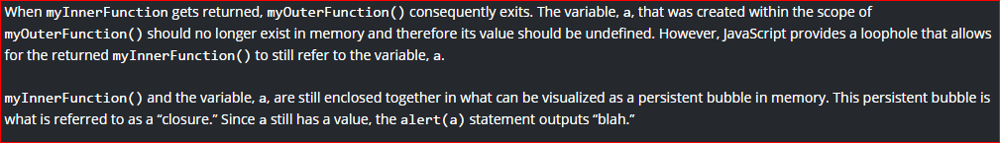 When myInnerFunction gets returned, myOuterFunction() consequently exits. The variable, a, that was created within the scope of
myOuterFunction() should no longer exist in memory and therefore its value should be undefined. However, JavaScript provides a loophole that allows
for the returned myInnerFunction() to still refer to the variable, a.
myInnerFunction() and the variable, a, are still enclosed together in what can be visualized as a persistent bubble in memory. This persistent bubble is
what is referred to as a “closure.” Since a still has a value, the alert(a) statement outputs “blah.”